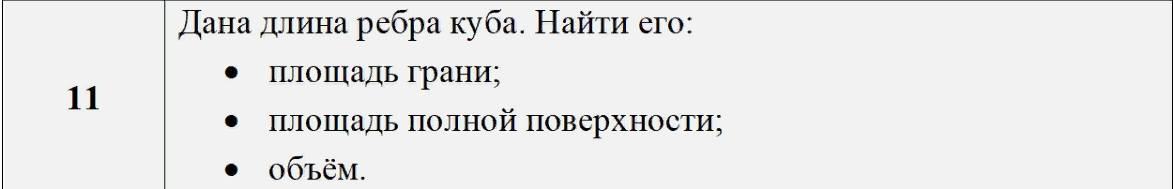 Дана длина ребра куба. Найти его:
• площадь грани;
11
• площадь полной поверхности;
• объём.